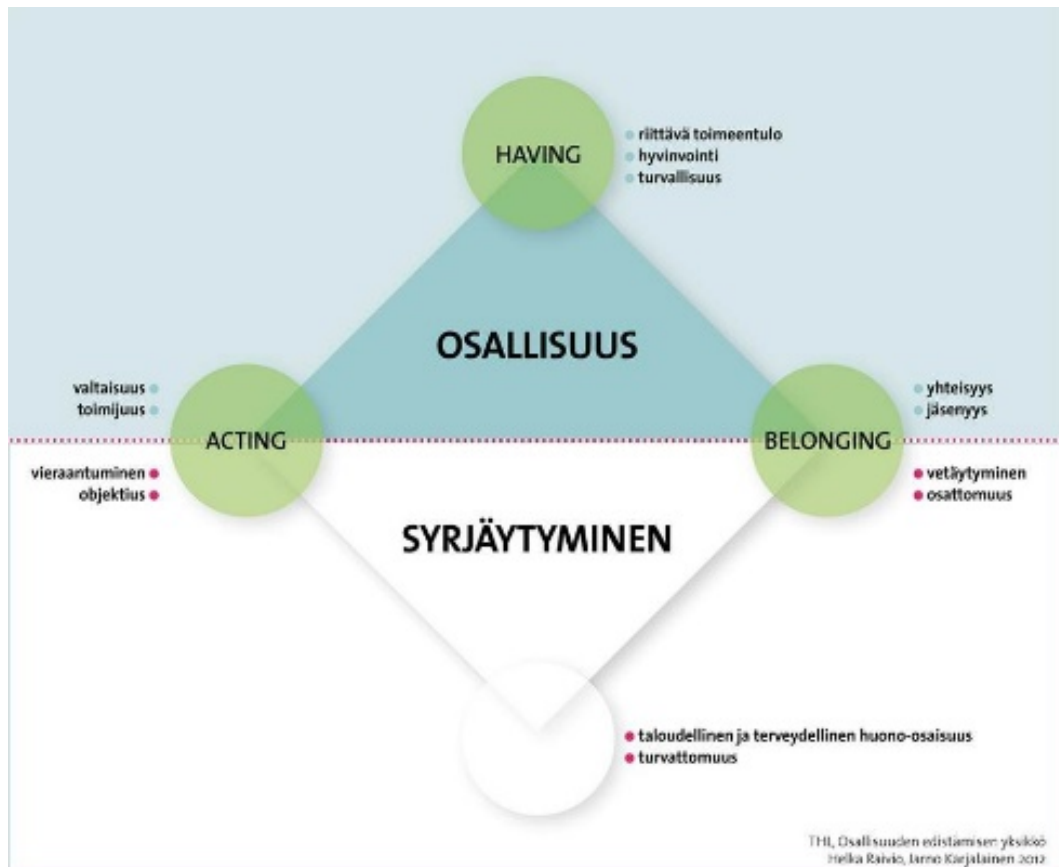 HAVING
riittävä toimeentulo
hyvinvointi
turvallisuus
OSALLISUUS
valtaisuus
toimijuus
yhteisyys
jäsenyys
ACTING
BELONGING
vieraantuminen
objektius
vetäytyminen
osattomuus
SYRJÄYTYMINEN
taloudellinen ja terveydellinen huono-osaisuus
turvattomuus
THL, Osallisuuden edistämisen yksikkö
Helka Raivio, Jarno Karjalainen 2012